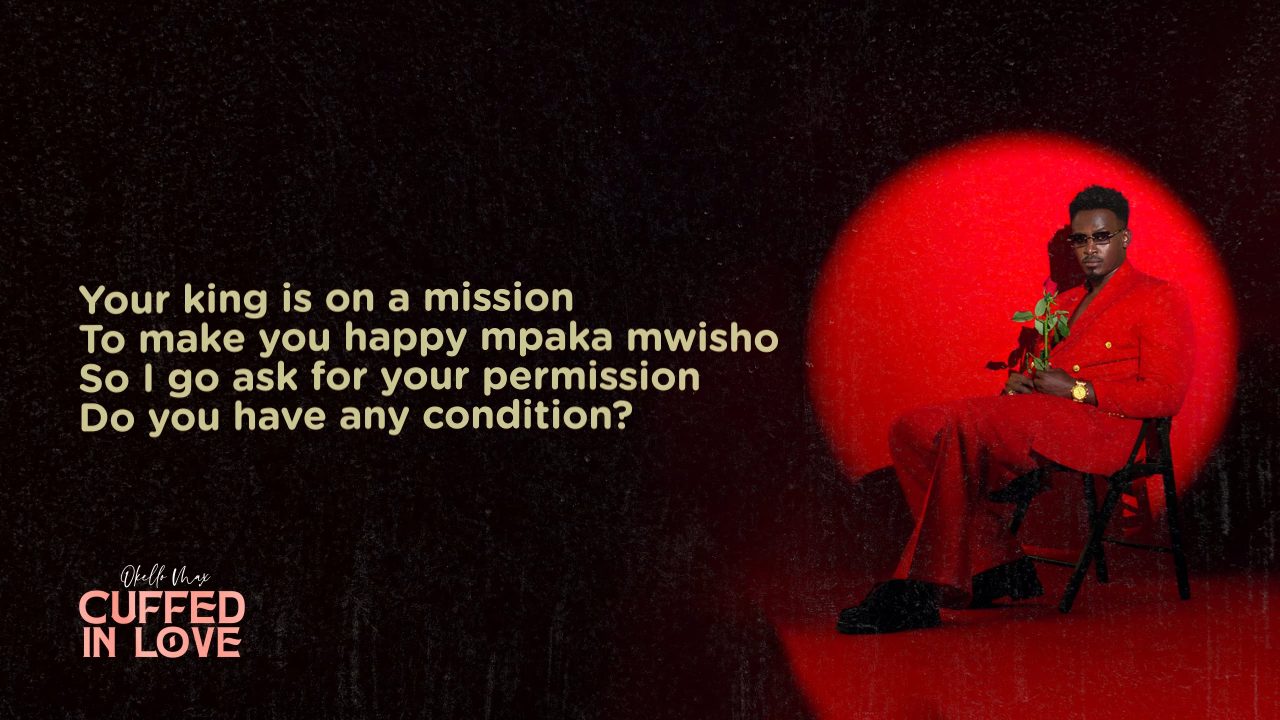 Your king is on a mission
To make you happy mpaka mwisho
So I go ask for your permission
Do you have any condition?
Okello Max
CUFFED
IN LOVE